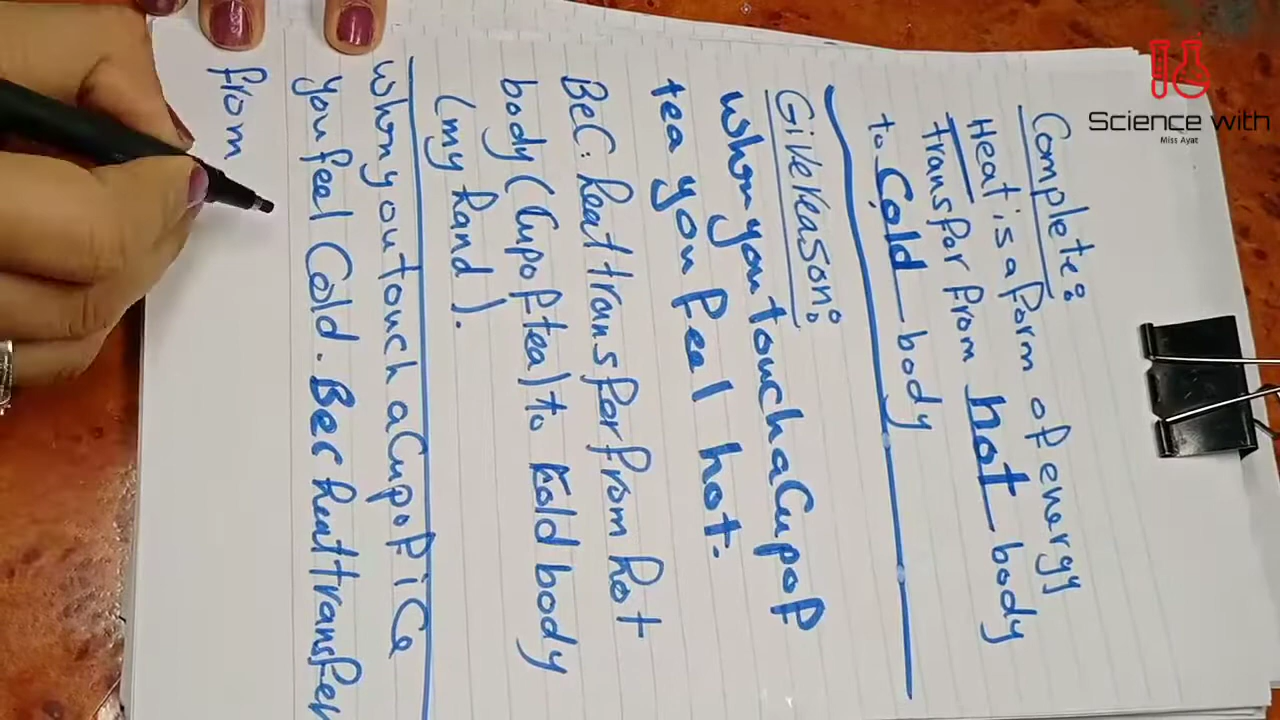 Science with
Miss Ayat
Complete:
Heat is a form of energy
transfer from hot body
to Cold body
Give reason:
when you touch a Cup of
tea you feel hot.
BeC: heat transfer from hot
body (Cup of tea) to Cold body
(my hand).
when you touch a Cup of iCe
you feel Cold. Bec heat transfer
from